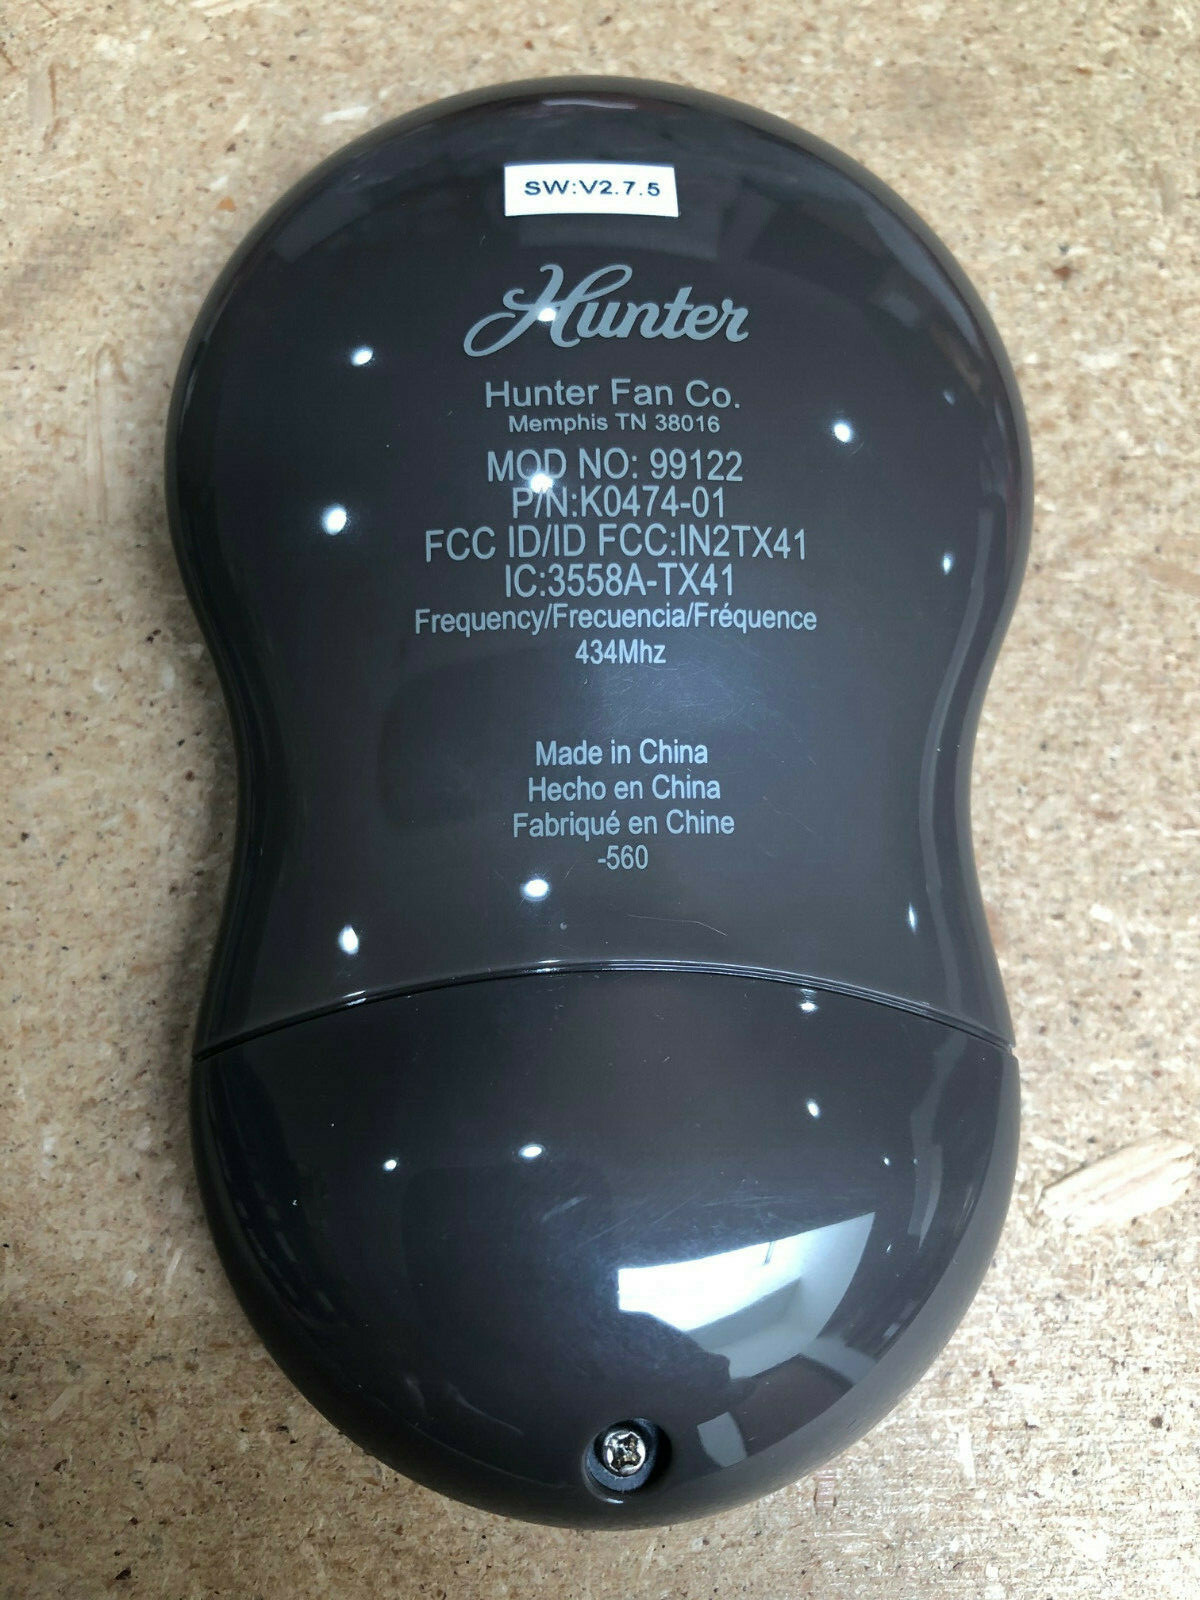 SW:V2.7.5
Hunter
Hunter Fan Co.
Memphis TN 38016
MOD NO: 99122
P/N:K0474-01
FCC ID/ID FCC:IN2TX41
IC:3558A-TX41
Frequency/Frecuencia/Fréquence
434Mhz
Made in China
Hecho en China
Fabriqué en Chine
-560